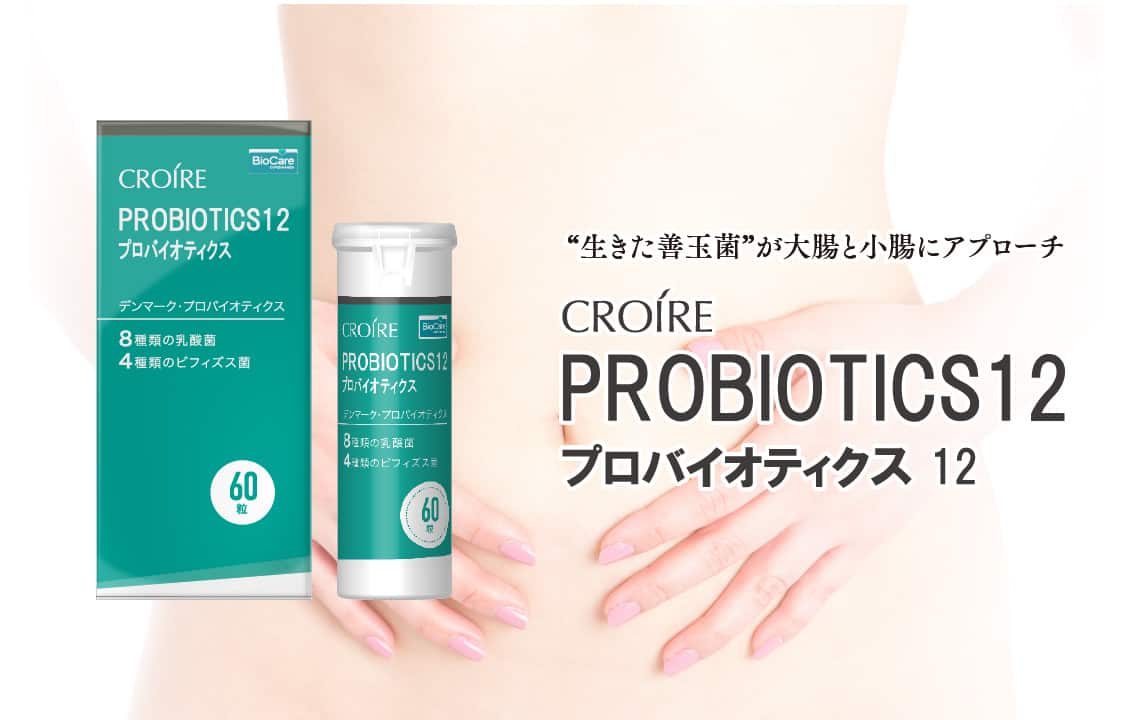 CROÍRE
BioCare
PROBIOTICS12
プロバイオティクス
デンマーク・プロバイオティクス
8種類の乳酸菌
4種類のビフィズス菌
60
粒
CROÍRE
BioCare
PROBIOTICS12
プロバイオティクス
デンマーク・プロバイオティクス
8種類の乳酸菌
4種類のビフィズス菌
60
粒
“生きた善玉菌”が大腸と小腸にアプローチ
CROÍRE
PROBIOTICS12
プロバイオティクス 12